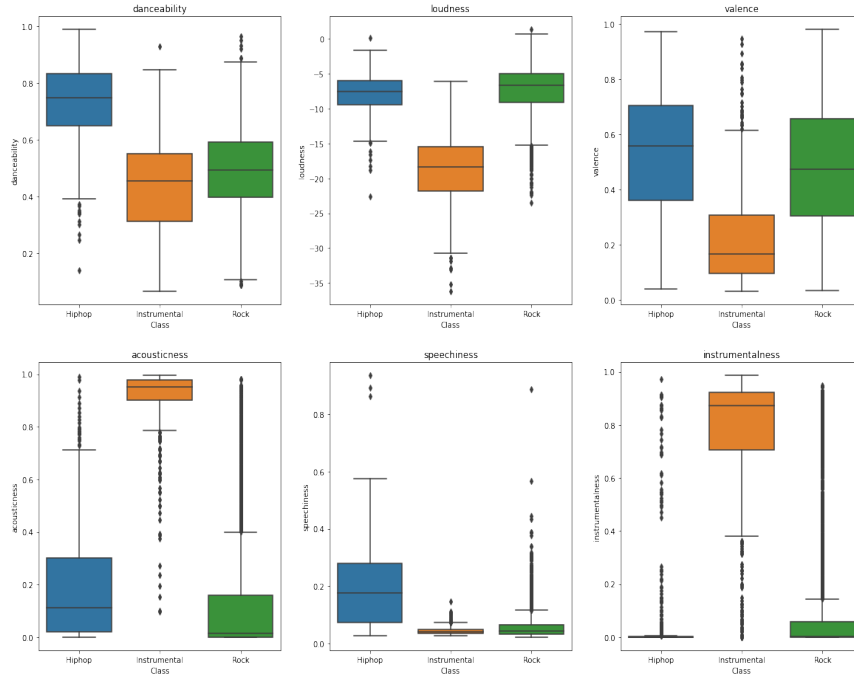 danceability
loudness
valence
1.0
0.8
0.6
0.4
0.2
danceability
Hiphop
Instrumental
Rock
Class
0
−5
−10
−15
−20
−25
−30
−35
loudness
Hiphop
Instrumental
Rock
Class
1.0
0.8
0.6
0.4
0.2
0.0
valence
Hiphop
Instrumental
Rock
Class
acousticness
speechiness
instrumentalness
1.0
0.8
0.6
0.4
0.2
0.0
acousticness
Hiphop
Instrumental
Rock
Class
0.8
0.6
0.4
0.2
0.0
speechiness
Hiphop
Instrumental
Rock
Class
1.0
0.8
0.6
0.4
0.2
0.0
instrumentalness
Hiphop
Instrumental
Rock
Class